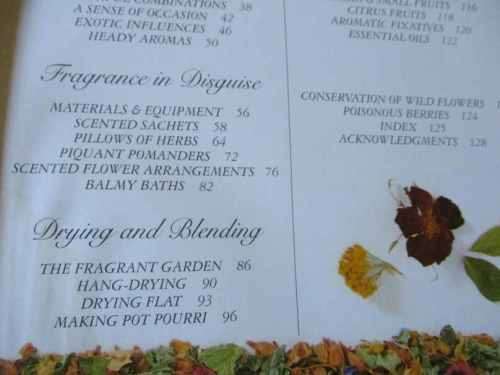 COMBINATIONS 38
A SENSE OF OCCASION 42
EXOTIC INFLUENCES 46
HEADY AROMAS 50
Fragrance in Disguise
MATERIALS & EQUIPMENT 56
SCENTED SACHETS 58
PILLOWS OF HERBS 64
PIQUANT POMANDERS 72
SCENTED FLOWER ARRANGEMENTS 76
BALMY BATHS 82
Drying and Blending
THE FRAGRANT GARDEN 86
HANG-DRYING 90
DRYING FLAT 93
MAKING POT POURRI 96
SMALL FRUITS 116
CITRUS FRUITS 118
AROMATIC FIXATIVES 120
ESSENTIAL OILS 122
CONSERVATION OF WILD FLOWERS
POISONOUS BERRIES 124
INDEX 125
ACKNOWLEDGMENTS 128